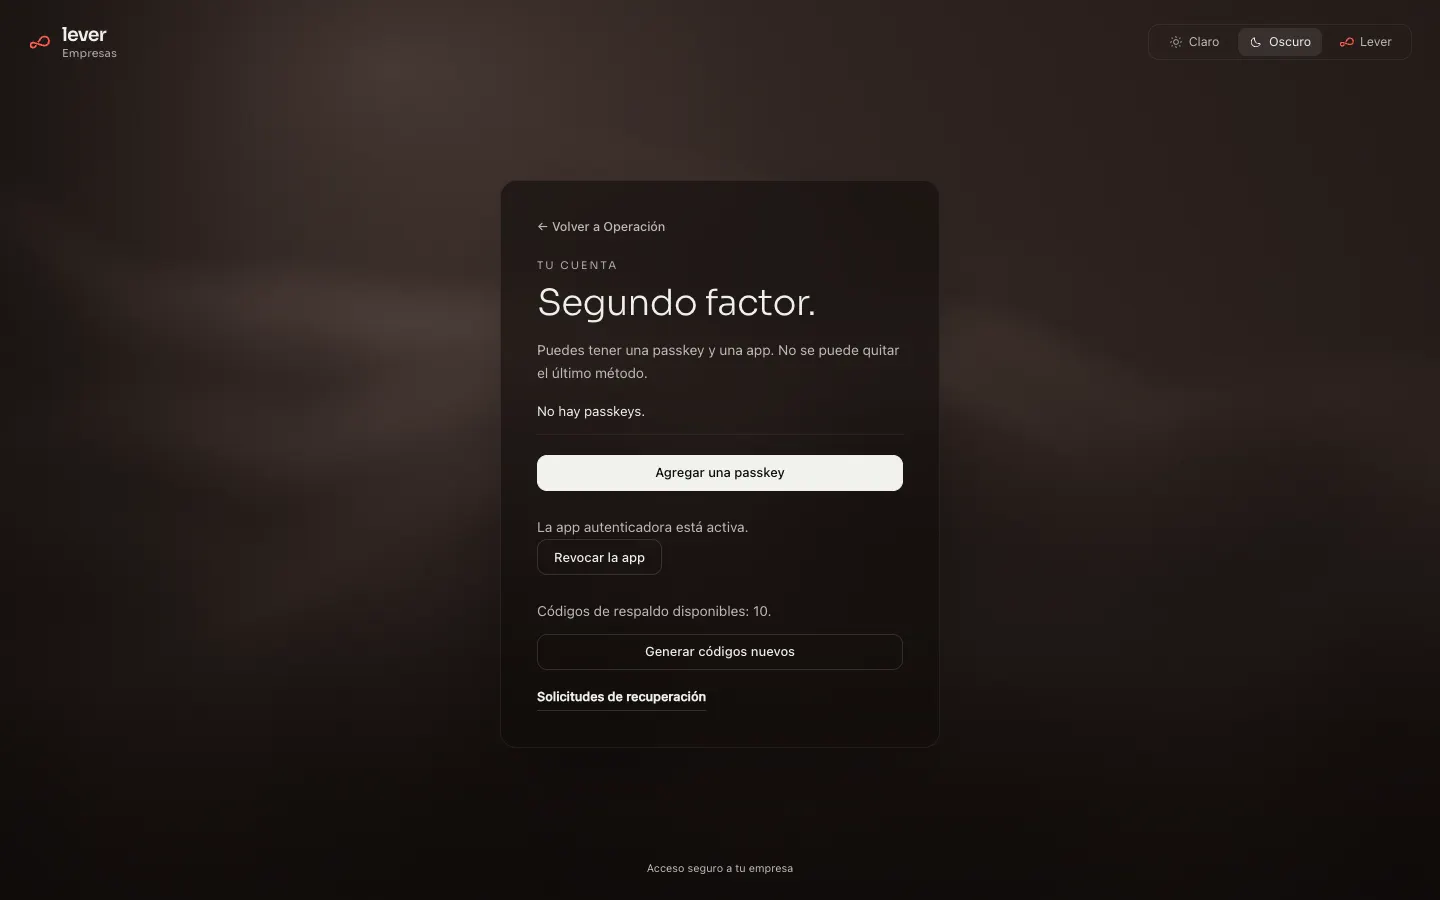 lever
Empresas
Claro
Oscuro
Lever
← Volver a Operación
TU CUENTA
Segundo factor.
Puedes tener una passkey y una app. No se puede quitar
el último método.
No hay passkeys.
Agregar una passkey
La app autenticadora está activa.
Revocar la app
Códigos de respaldo disponibles: 10.
Generar códigos nuevos
Solicitudes de recuperación
Acceso seguro a tu empresa